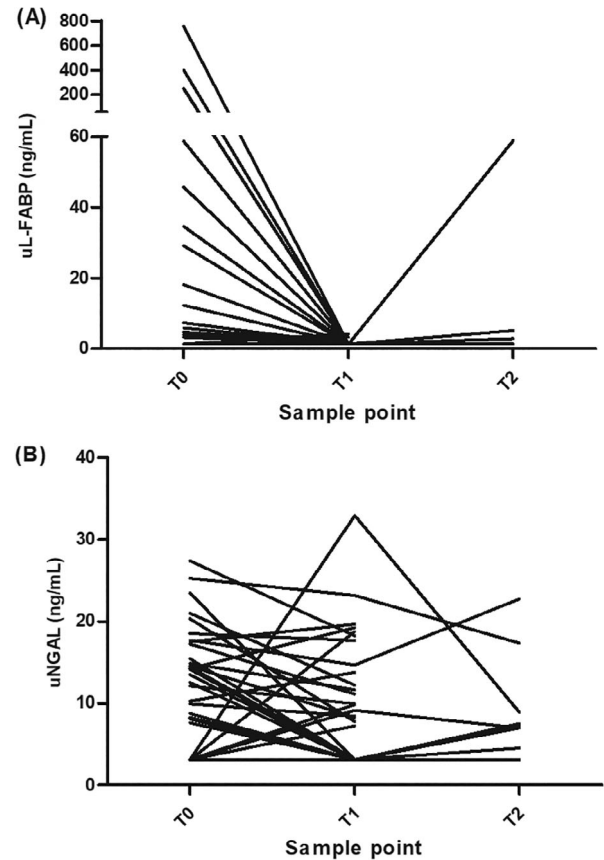 (A)
800
600
400
200
60
40
20
0
uL-FABP (ng/mL)
T0
T1
T2
Sample point
(B)
40
30
20
10
0
uNGAL (ng/mL)
T0
T1
T2
Sample point